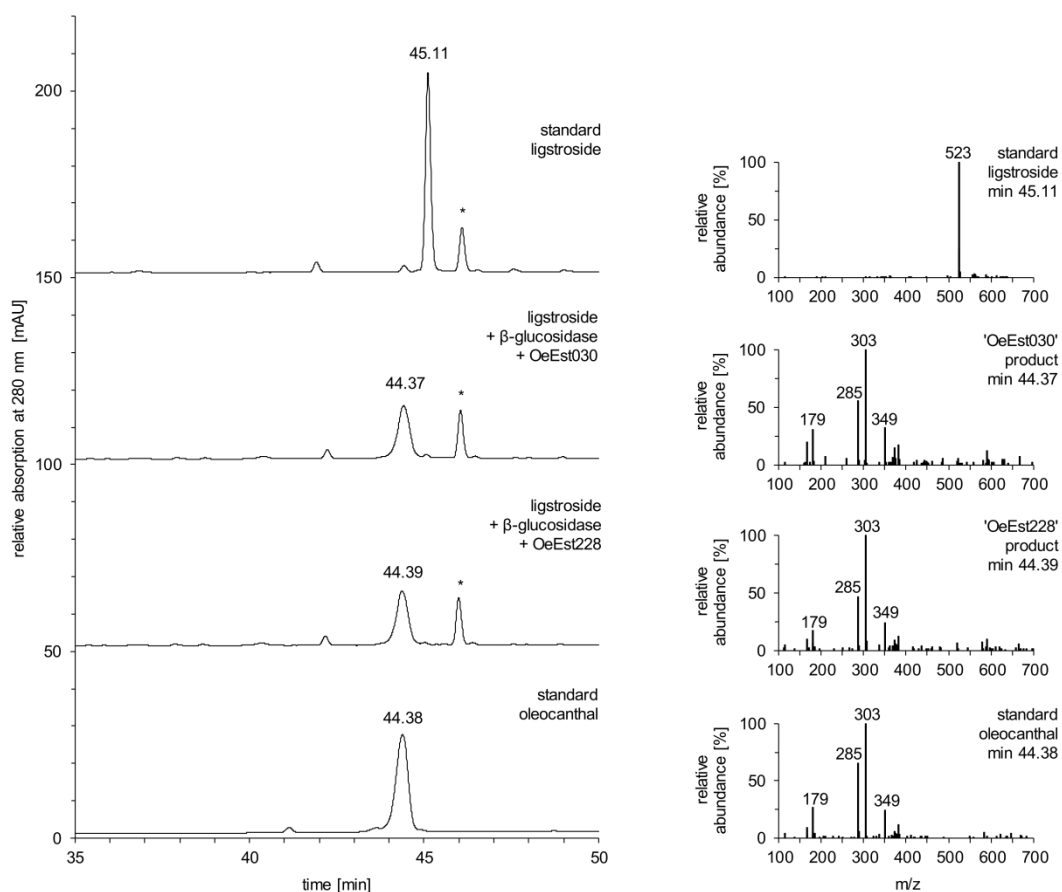 45.11
200
standard
ligstroside
*
150
ligstroside
+ β-glucosidase
+ OeEst030
44.37
*
100
ligstroside
+ β-glucosidase
+ OeEst228
44.39
*
50
standard
oleocanthal
44.38
0
35
40
45
50
time [min]
relative absorption at 280 nm [mAU]
523
standard
ligstroside
min 45.11
100
50
0
relative
abundance [%]
100 200 300 400 500 600 700
303
'OeEst030'
product
min 44.37
285
179
349
100
50
0
relative
abundance [%]
100 200 300 400 500 600 700
303
'OeEst228'
product
min 44.39
285
179
349
100
50
0
relative
abundance [%]
100 200 300 400 500 600 700
303
standard
oleocanthal
min 44.38
285
179
349
100
50
0
relative
abundance [%]
100 200 300 400 500 600 700
m/z